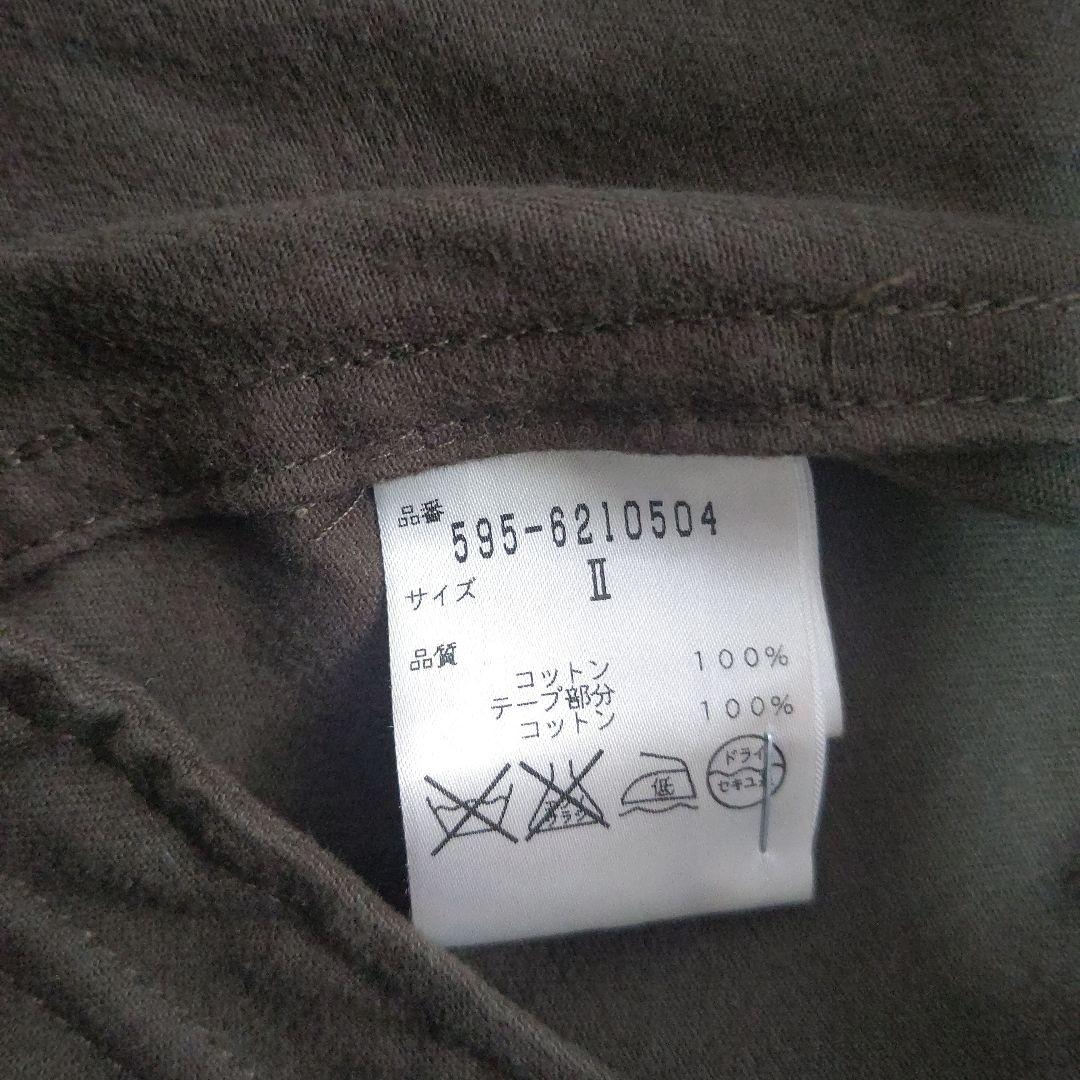 品番
595-6210504
サイズ
II
品質
コットン 100%
テープ部分
コットン 100%
低
ドライ
セキユ